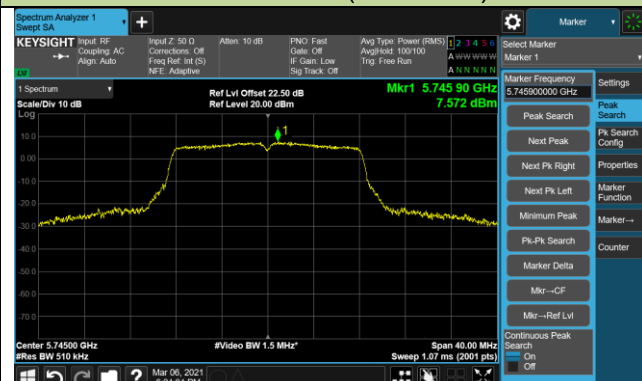 Spectrum Analyzer 1
Swept SA
+
Marker
KEYSIGHT
Input: RF
Coupling: AC
Align: Auto
Input Z: 50 Ω
Corrections: Off
Freq Ref: Int (S)
NFE: Adaptive
Atten: 10 dB
PNO: Fast
Gate: Off
IF Gain: Low
Sig Track: Off
Avg Type: Power (RMS)
Avg|Hold: 100/100
Trig: Free Run
1 2 3 4 5 6
A W W W W W
A N N N N N
LXI
Select Marker
Marker 1
1 Spectrum
Scale/Div 10 dB
Log
Ref Lvl Offset 22.50 dB
Ref Level 20.00 dBm
Mkr1 5.745 90 GHz
7.572 dBm
10.0
0.00
-10.0
-20.0
-30.0
-40.0
-50.0
-60.0
-70.0
1
Center 5.74500 GHz
#Res BW 510 kHz
#Video BW 1.5 MHz*
Span 40.00 MHz
Sweep 1.07 ms (2001 pts)
Marker Frequency
5.745900000 GHz
Peak Search
Next Peak
Next Pk Right
Next Pk Left
Minimum Peak
Pk-Pk Search
Marker Delta
Mkr→CF
Mkr→Ref Lvl
Continuous Peak
Search
On
Off
Settings
Peak
Search
Pk Search
Config
Properties
Marker
Function
Marker→
Counter
?
Mar 06, 2021